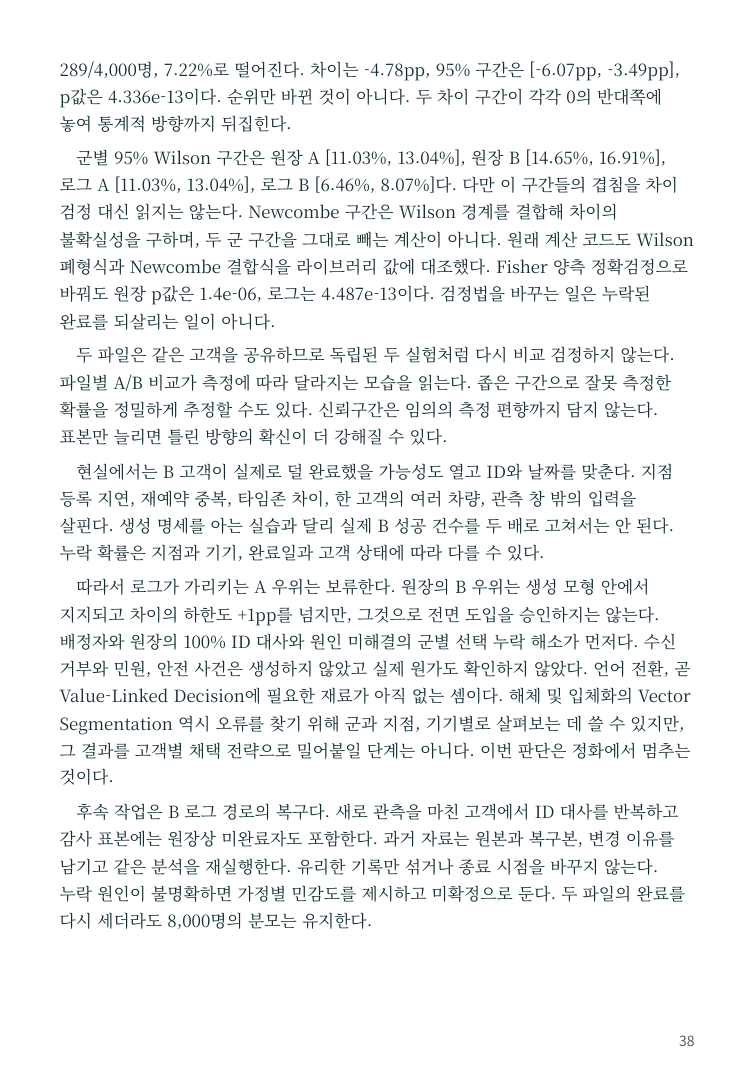 289/4,000명, 7.22%로 떨어진다. 차이는 -4.78pp, 95% 구간은 [-6.07pp, -3.49pp],
p값은 4.336e-13이다. 순위만 바뀐 것이 아니다. 두 차이 구간이 각각 0의 반대쪽에
놓여 통계적 방향까지 뒤집힌다.
군별 95% Wilson 구간은 원장 A [11.03%, 13.04%], 원장 B [14.65%, 16.91%],
로그 A [11.03%, 13.04%], 로그 B [6.46%, 8.07%]다. 다만 이 구간들의 겹침을 차이
검정 대신 읽지는 않는다. Newcombe 구간은 Wilson 경계를 결합해 차이의
불확실성을 구하며, 두 군 구간을 그대로 빼는 계산이 아니다. 원래 계산 코드도 Wilson
폐형식과 Newcombe 결합식을 라이브러리 값에 대조했다. Fisher 양측 정확검정으로
바꿔도 원장 p값은 1.4e-06, 로그는 4.487e-13이다. 검정법을 바꾸는 일은 누락된
완료를 되살리는 일이 아니다.
두 파일은 같은 고객을 공유하므로 독립된 두 실험처럼 다시 비교 검정하지 않는다.
파일별 A/B 비교가 측정에 따라 달라지는 모습을 읽는다. 좁은 구간으로 잘못 측정한
확률을 정밀하게 추정할 수도 있다. 신뢰구간은 임의의 측정 편향까지 담지 않는다.
표본만 늘리면 틀린 방향의 확신이 더 강해질 수 있다.
현실에서는 B 고객이 실제로 덜 완료했을 가능성도 열고 ID와 날짜를 맞춘다. 지점
등록 지연, 재예약 중복, 타임존 차이, 한 고객의 여러 차량, 관측 창 밖의 입력을
살핀다. 생성 명세를 아는 실습과 달리 실제 B 성공 건수를 두 배로 고쳐서는 안 된다.
누락 확률은 지점과 기기, 완료일과 고객 상태에 따라 다를 수 있다.
따라서 로그가 가리키는 A 우위는 보류한다. 원장의 B 우위는 생성 모형 안에서
지지되고 차이의 하한도 +1pp를 넘지만, 그것으로 전면 도입을 승인하지는 않는다.
배정자와 원장의 100% ID 대사와 원인 미해결의 군별 선택 누락 해소가 먼저다. 수신
거부와 민원, 안전 사건은 생성하지 않았고 실제 원가도 확인하지 않았다. 언어 전환, 곧
Value-Linked Decision에 필요한 재료가 아직 없는 셈이다. 해체 및 입체화의 Vector
Segmentation 역시 오류를 찾기 위해 군과 지점, 기기별로 살펴보는 데 쓸 수 있지만,
그 결과를 고객별 채택 전략으로 밀어붙일 단계는 아니다. 이번 판단은 정화에서 멈추는
것이다.
후속 작업은 B 로그 경로의 복구다. 새로 관측을 마친 고객에서 ID 대사를 반복하고
감사 표본에는 원장상 미완료자도 포함한다. 과거 자료는 원본과 복구본, 변경 이유를
남기고 같은 분석을 재실행한다. 유리한 기록만 섞거나 종료 시점을 바꾸지 않는다.
누락 원인이 불명확하면 가정별 민감도를 제시하고 미확정으로 둔다. 두 파일의 완료를
다시 세더라도 8,000명의 분모는 유지한다.
38